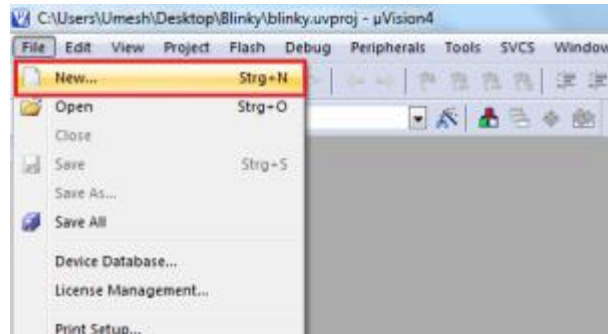 C:\Users\Umesh\Desktop\Blinky\blinky.uvproj - µVision4
File Edit View Project Flash Debug Peripherals Tools SVCS Window
New... Strg+N
Open Strg+O
Close
Save Strg+S
Save As...
Save All
Device Database...
License Management...
Print Setup...